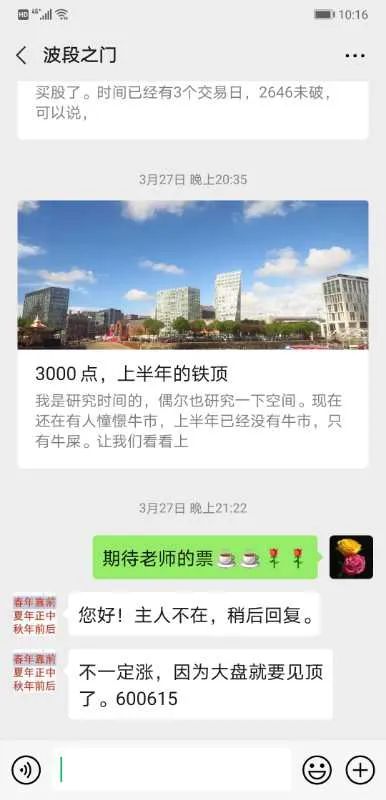 HD 4G 10:16
波段之门
买股了。时间已经有3个交易日，2646未破，
可以说，
3月27日 晚上20:35
3000 点，上半年的铁顶
我是研究时间的，偶尔也研究一下空间。现在
还在有人憧憬牛市，上半年已经没有牛市，只
有牛屎。让我们看看上
3月27日 晚上21:22
期待老师的票☕☕🌹🌹
春年靠前
夏年正中
秋年前后
您好！主人不在，稍后回复。
春年靠前
夏年正中
秋年前后
不一定涨，因为大盘就要见顶
了。600615